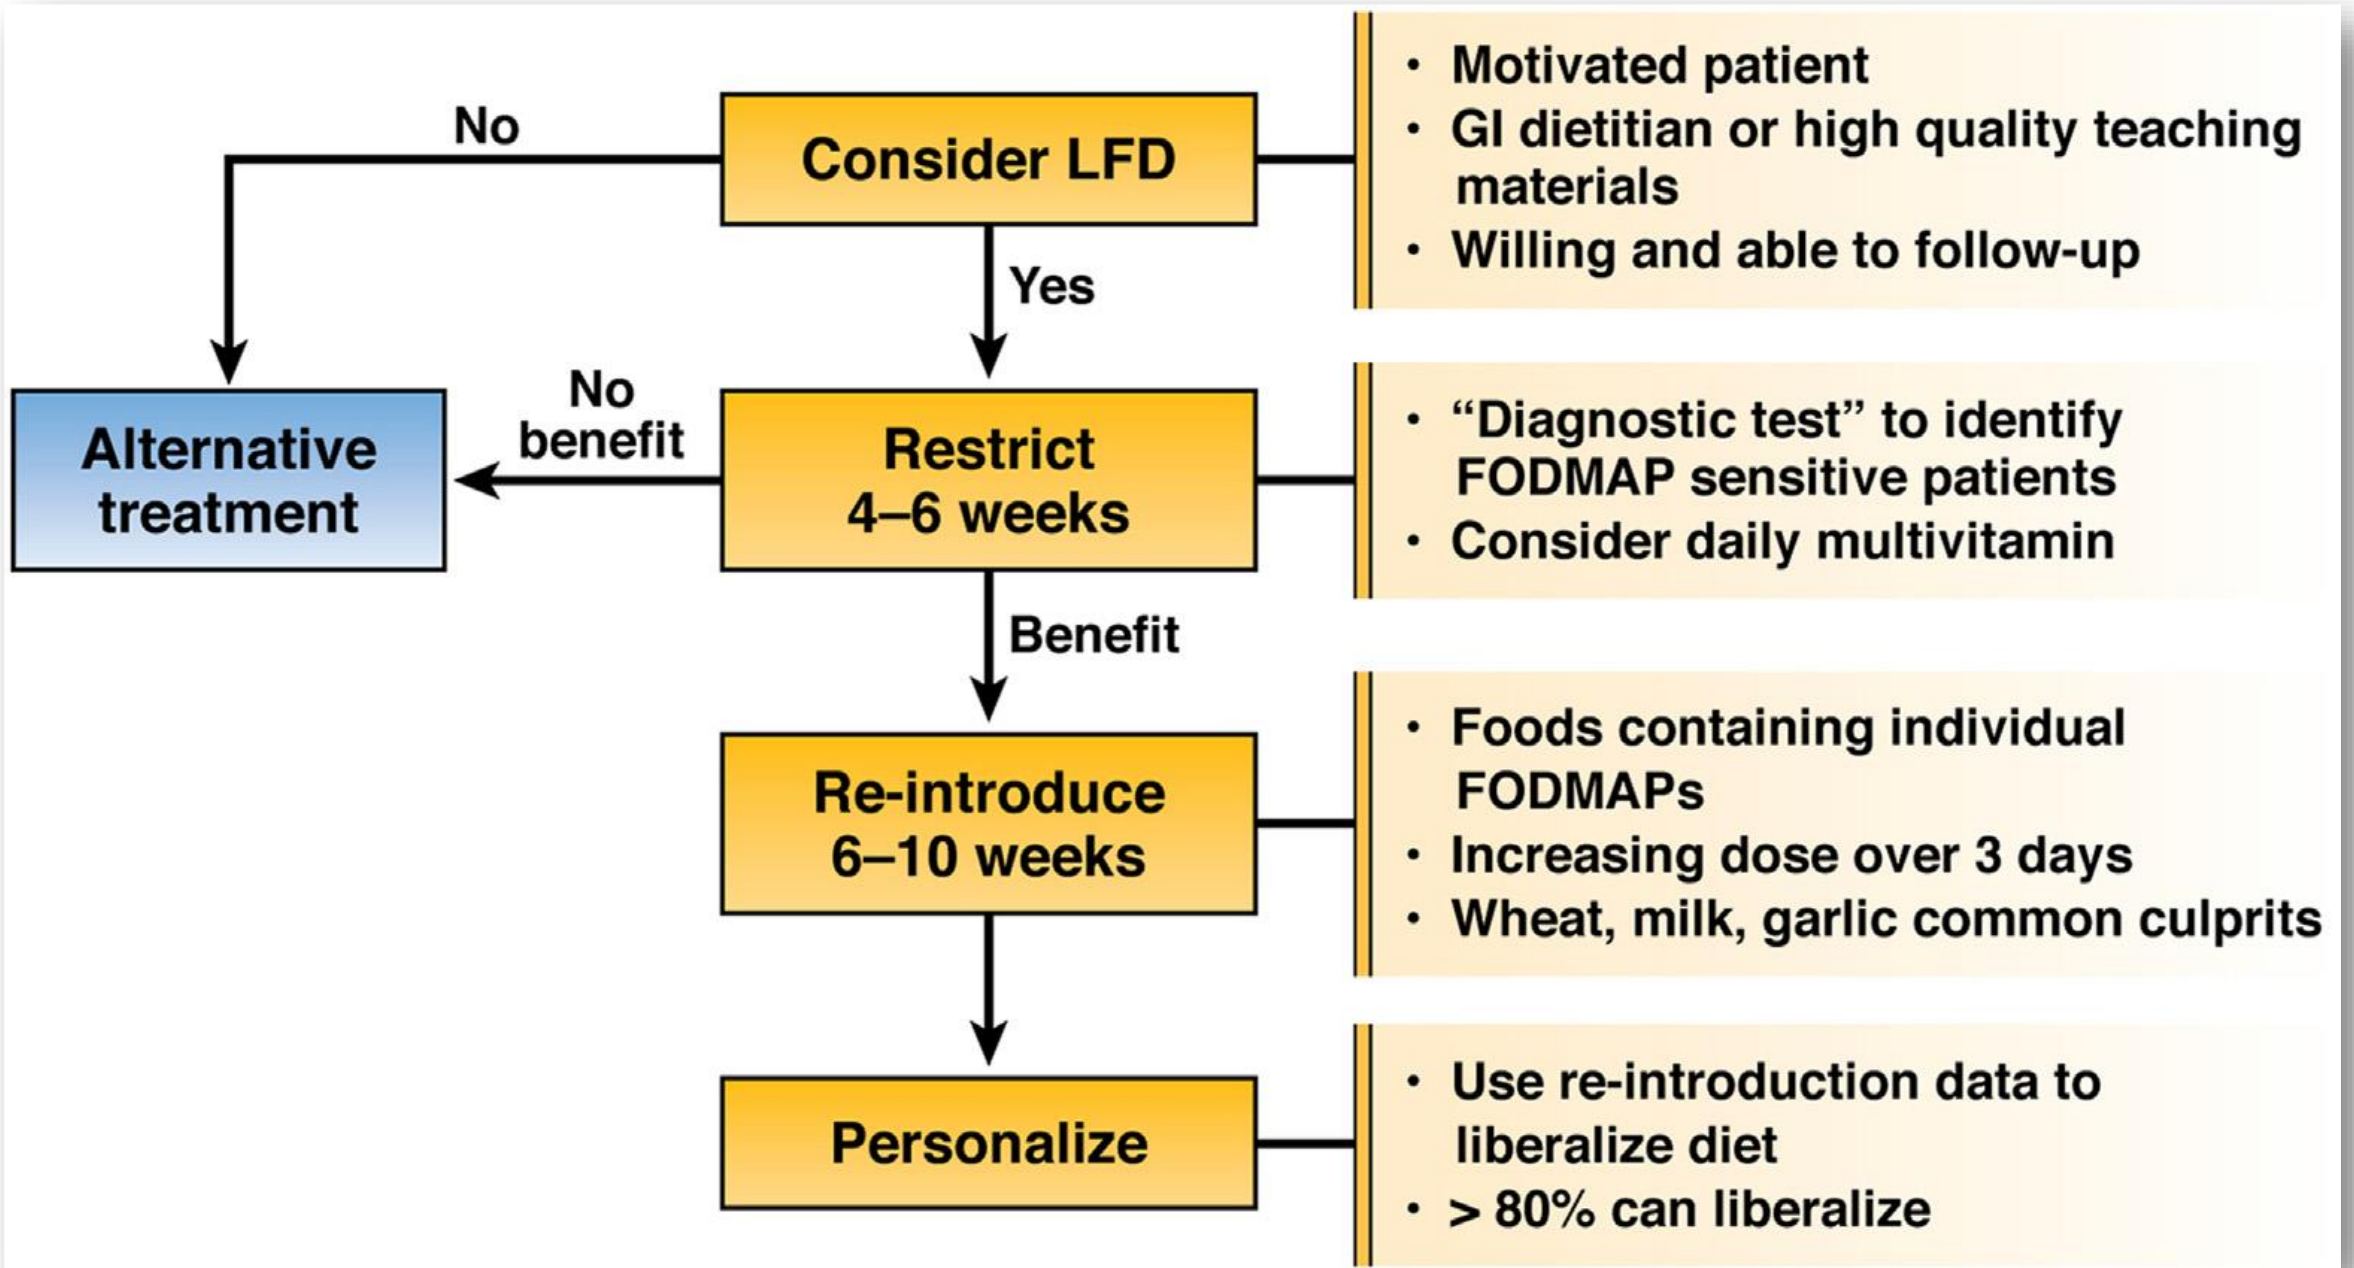 No
Consider LFD
• Motivated patient
• GI dietitian or high quality teaching
materials
• Willing and able to follow-up
Yes
Alternative
treatment
No
benefit
Restrict
4–6 weeks
• “Diagnostic test” to identify
FODMAP sensitive patients
• Consider daily multivitamin
Benefit
Re-introduce
6–10 weeks
• Foods containing individual
FODMAPs
• Increasing dose over 3 days
• Wheat, milk, garlic common culprits
Personalize
• Use re-introduction data to
liberalize diet
• > 80% can liberalize